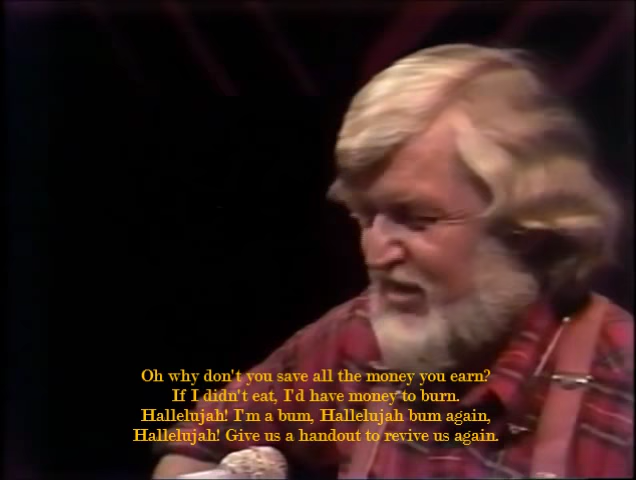 Oh why don't you save all the money you earn?
If I didn't eat, I'd have money to burn.
Hallelujah! I'm a bum, Hallelujah bum again,
Hallelujah! Give us a handout to revive us again.